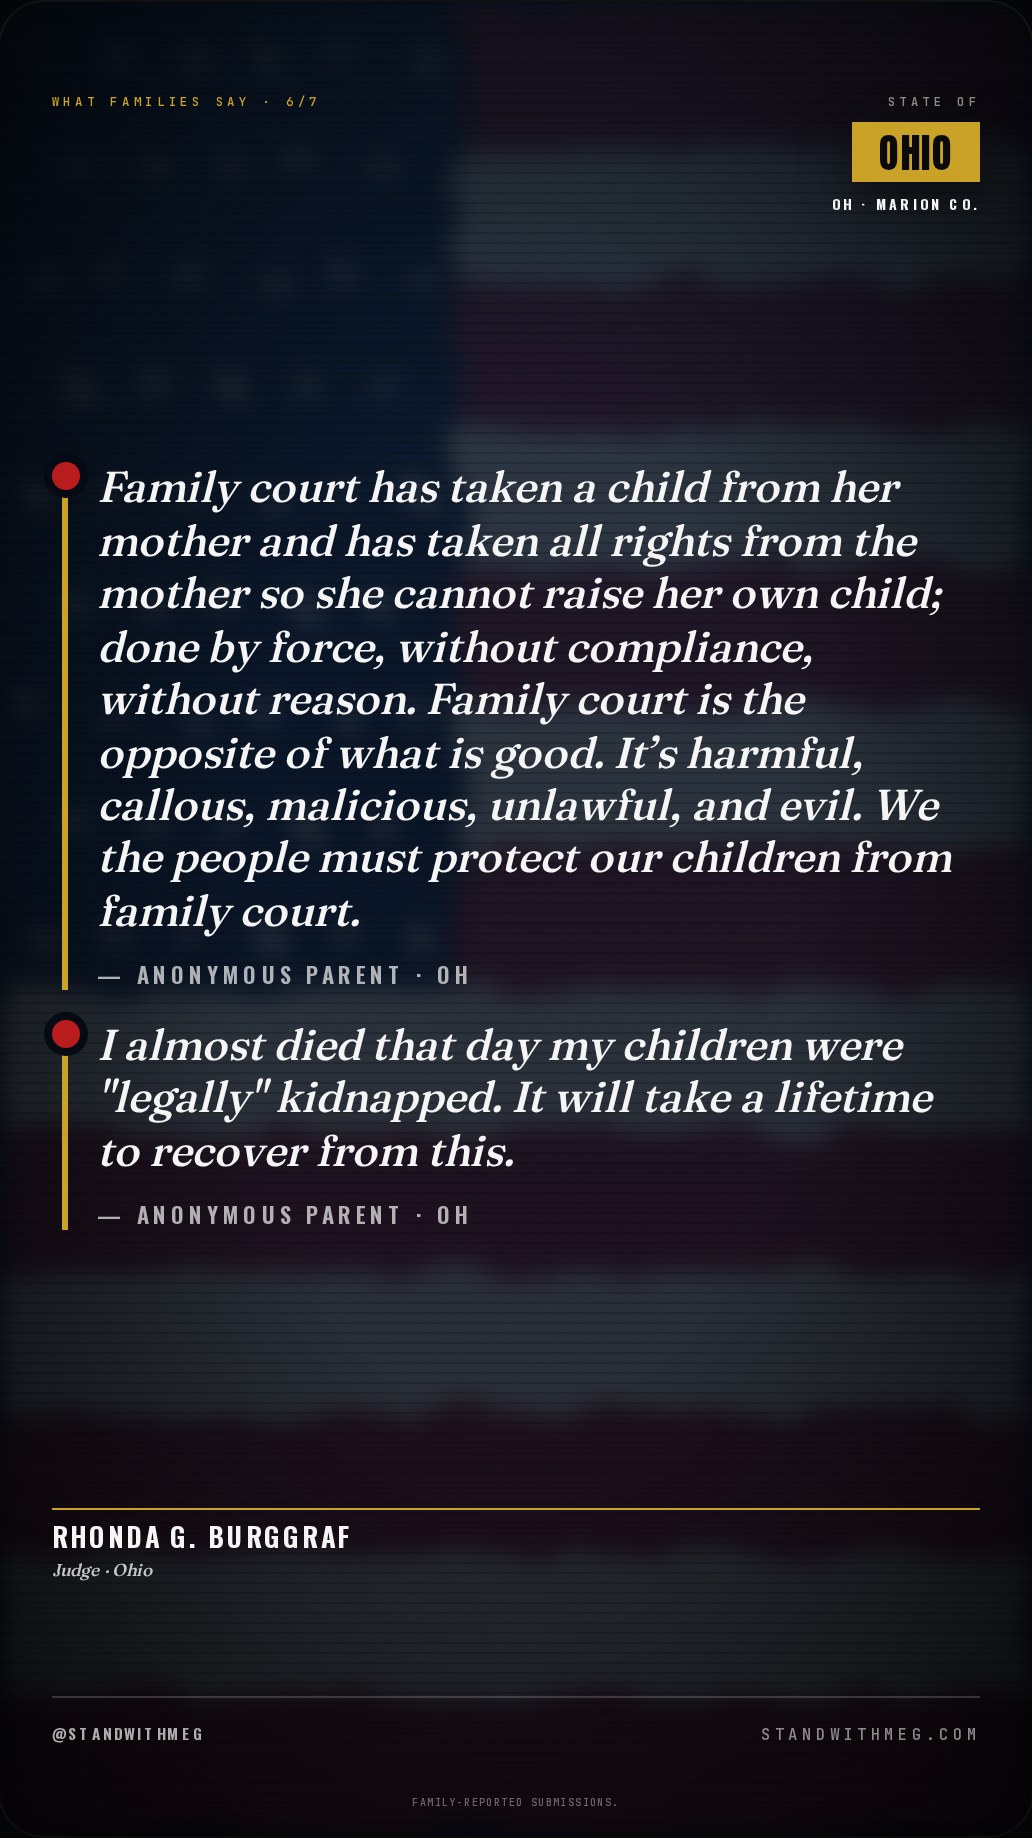 WHAT FAMILIES SAY · 6/7
STATE OF
OHIO
OH · MARION CO.
Family court has taken a child from her
mother and has taken all rights from the
mother so she cannot raise her own child;
done by force, without compliance,
without reason. Family court is the
opposite of what is good. It’s harmful,
callous, malicious, unlawful, and evil. We
the people must protect our children from
family court.
— ANONYMOUS PARENT · OH
I almost died that day my children were
"legally" kidnapped. It will take a lifetime
to recover from this.
— ANONYMOUS PARENT · OH
RHONDA G. BURGGRAF
Judge · Ohio
@STANDWITHMEG
STANDWITHMEG.COM
FAMILY-REPORTED SUBMISSIONS.